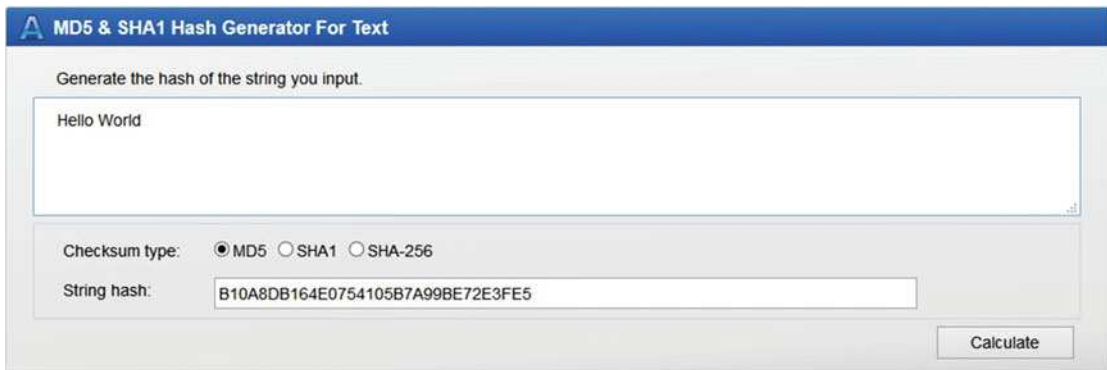 MD5 & SHA1 Hash Generator For Text
Generate the hash of the string you input.
Hello World
Checksum type: MD5 SHA1 SHA-256
String hash: B10A8DB164E0754105B7A99BE72E3FE5
Calculate